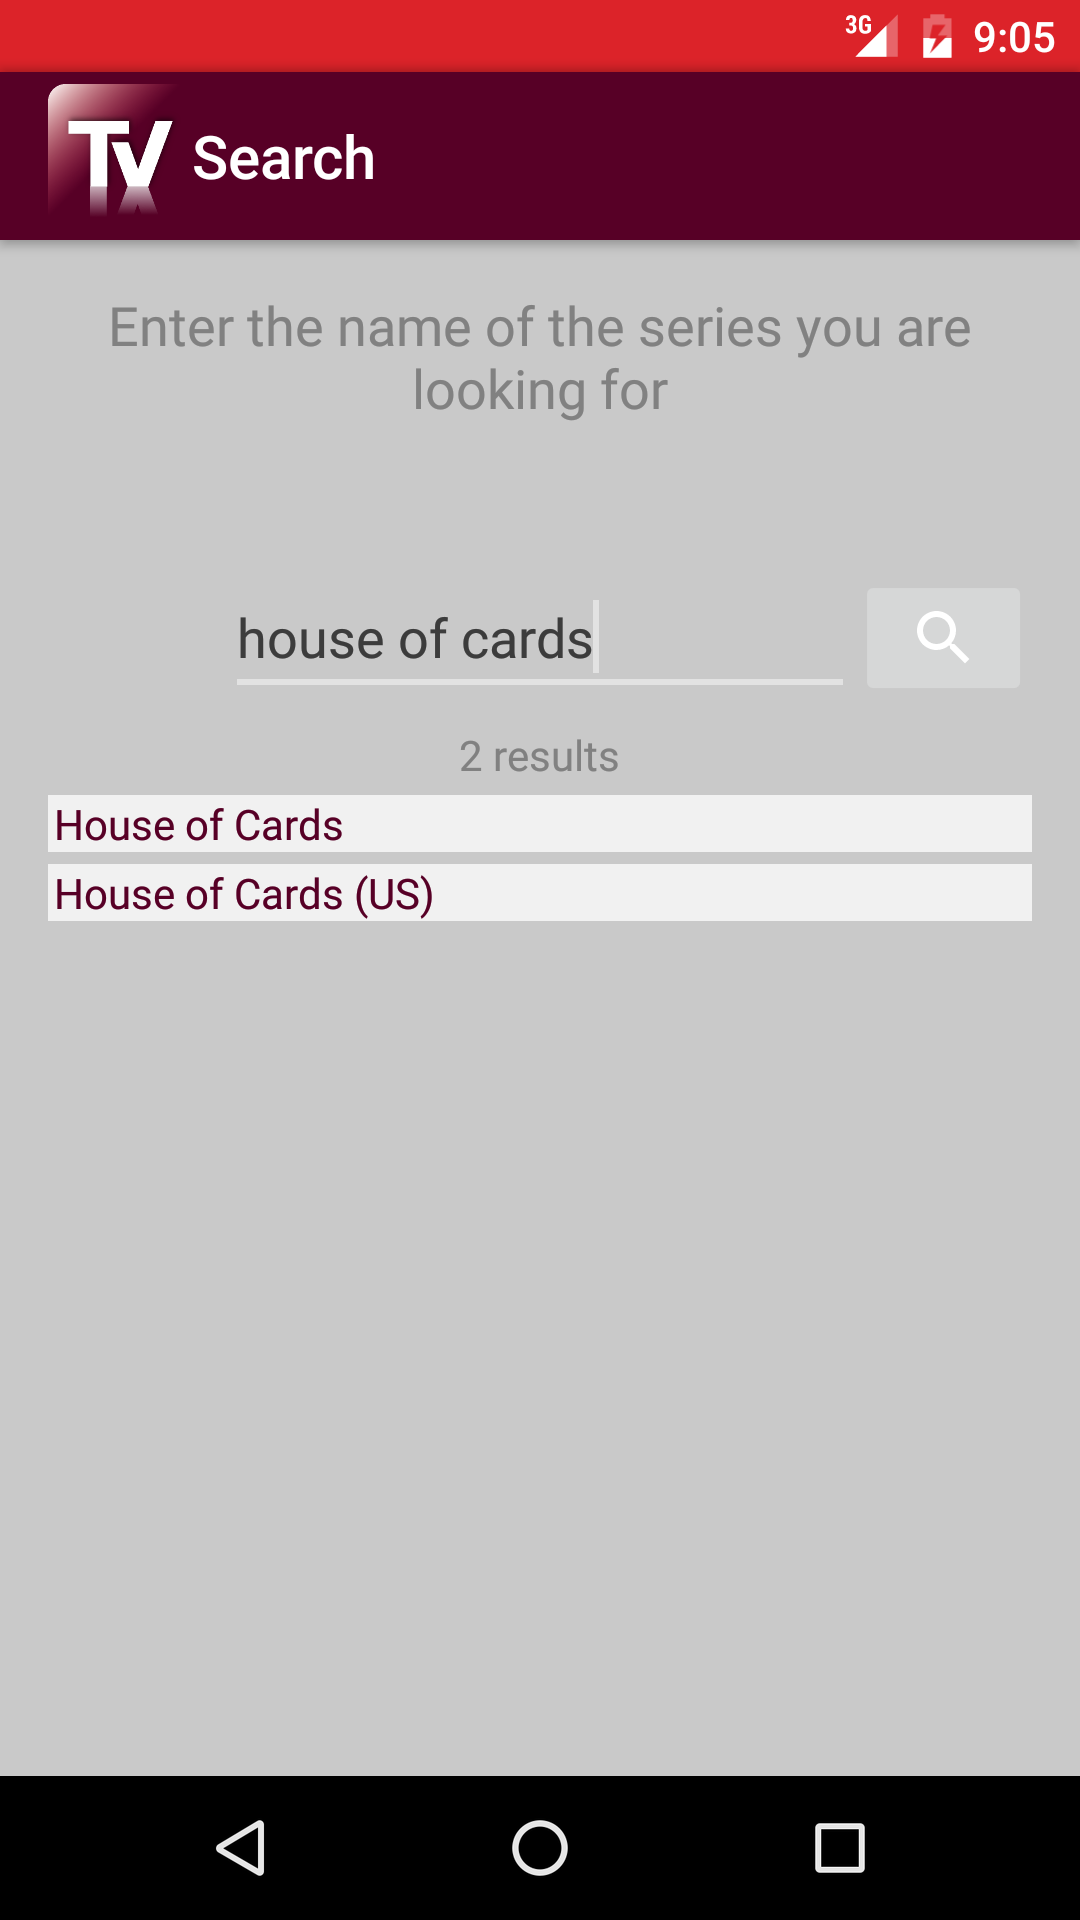 3G 9:05
TV Search
Enter the name of the series you are
looking for
house of cards
2 results
House of Cards
House of Cards (US)